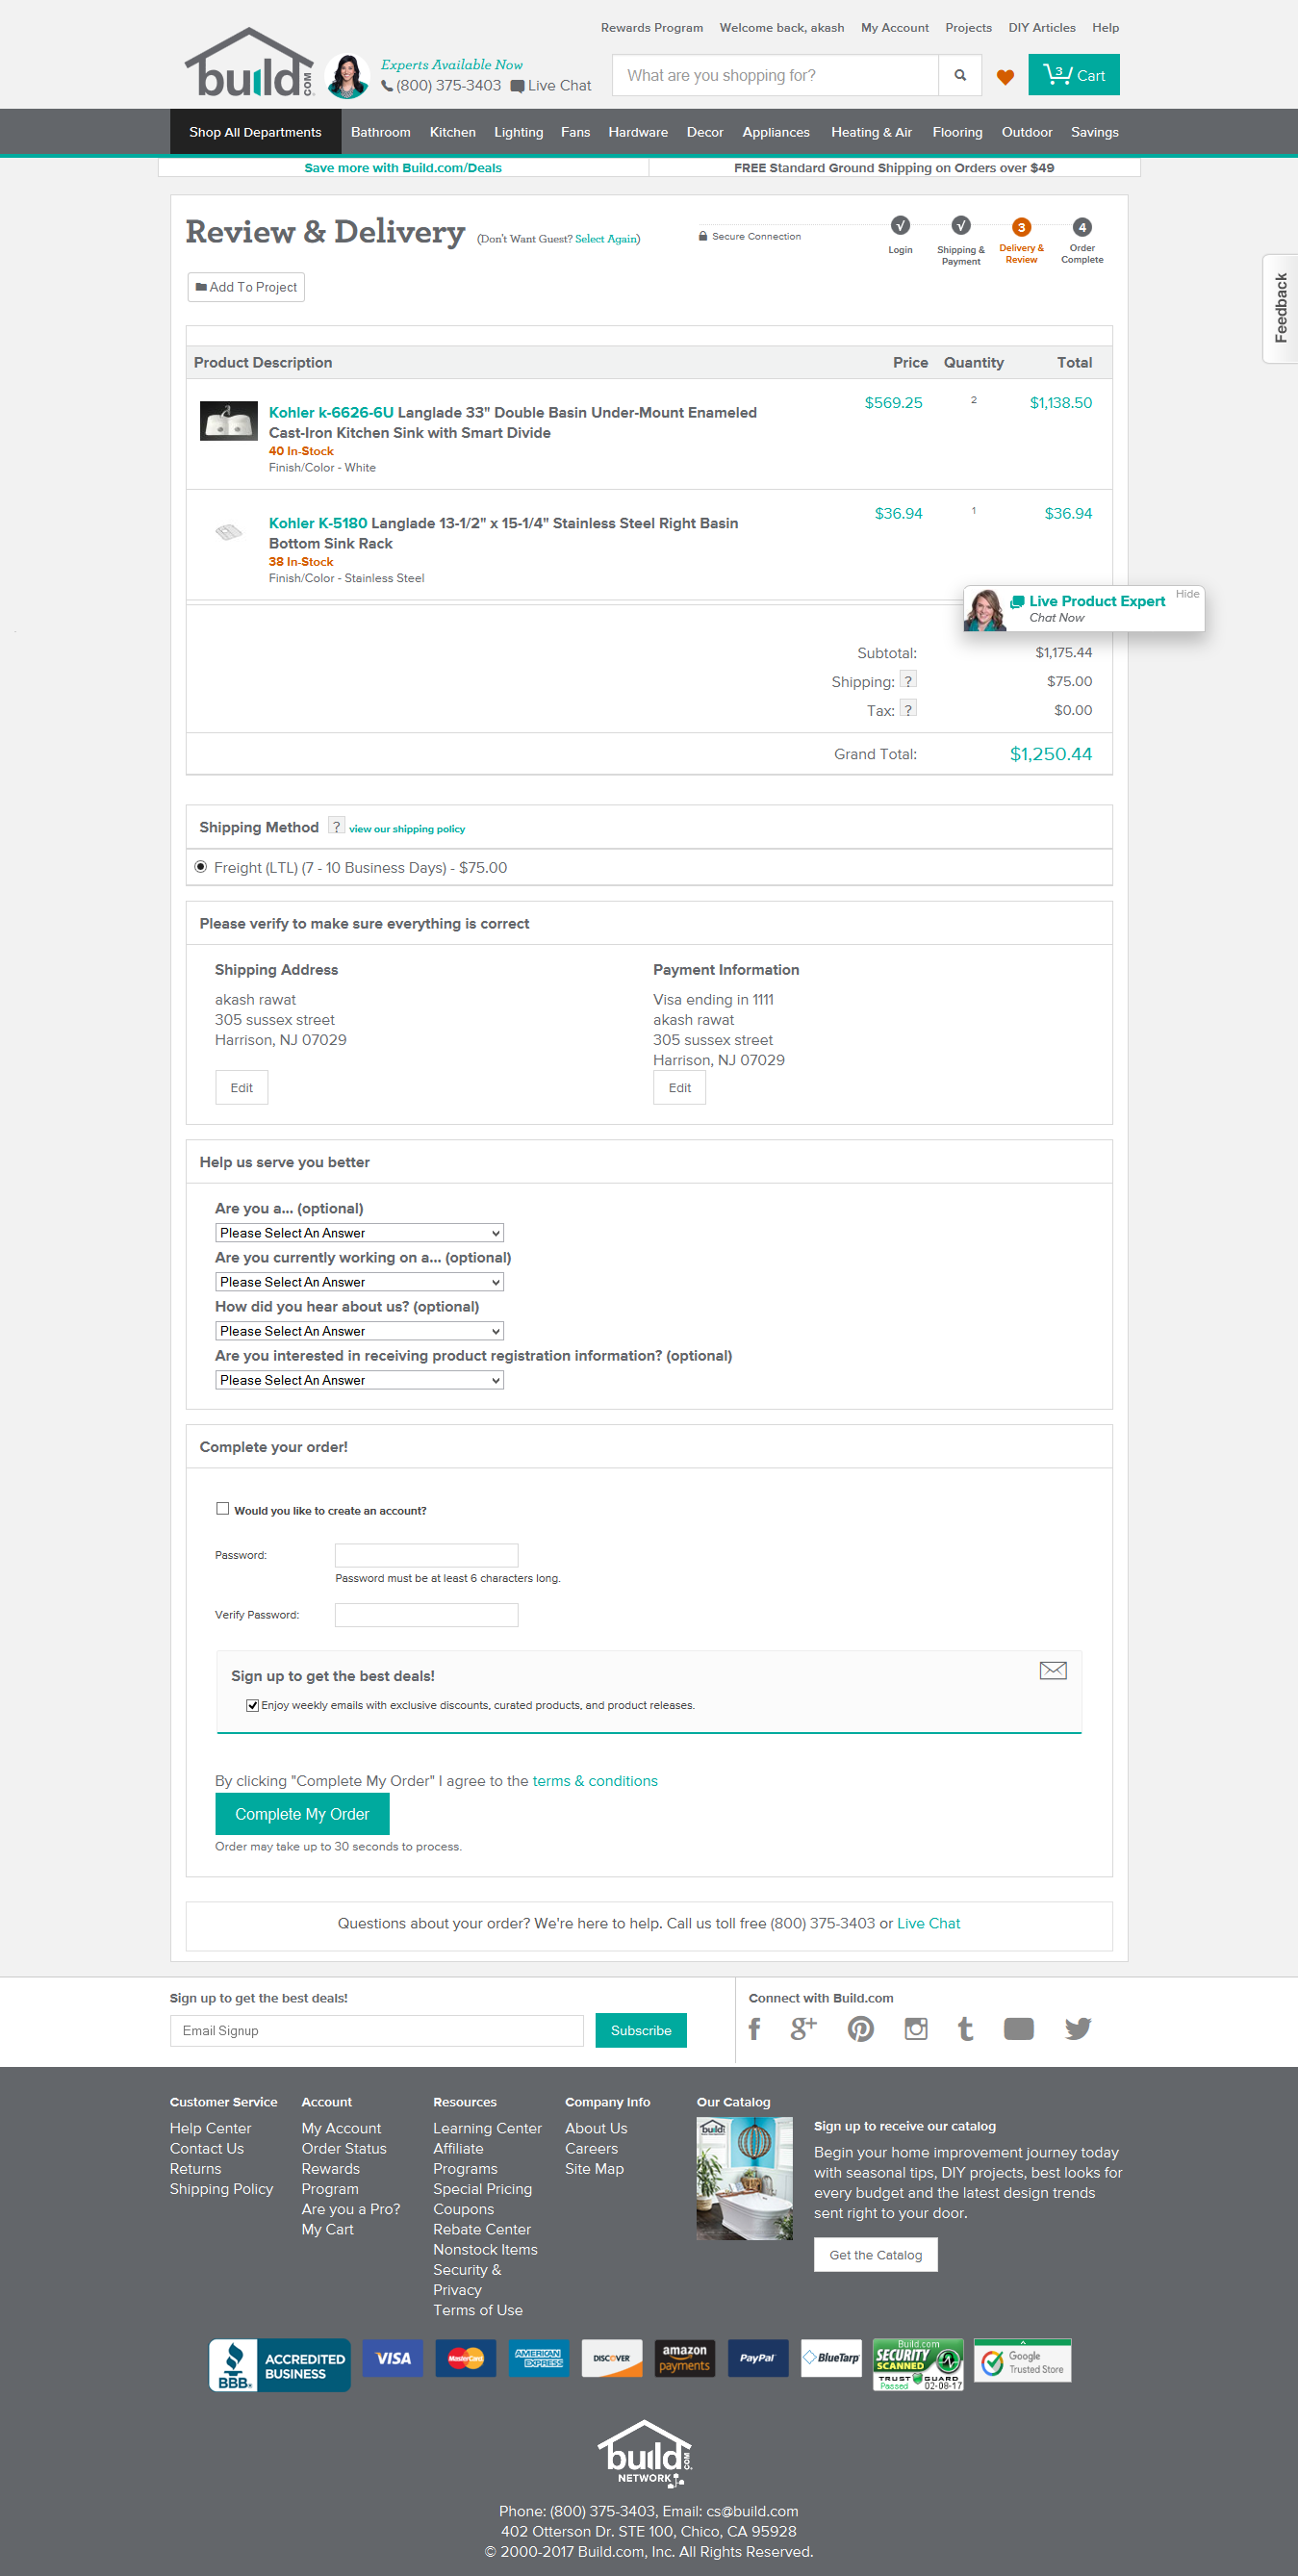 Rewards Program Welcome back, akash My Account Projects DIY Articles Help
build.com
Experts Available Now
(800) 375-3403 Live Chat
What are you shopping for?
3 Cart
Shop All Departments Bathroom Kitchen Lighting Fans Hardware Decor Appliances Heating & Air Flooring Outdoor Savings
Save more with Build.com/Deals FREE Standard Ground Shipping on Orders over $49
Review & Delivery (Don't Want Guest? Select Again)
Secure Connection
√ √ 3 4
Login Shipping & Payment Delivery & Review Order Complete
Feedback
Add To Project
Product Description Price Quantity Total
Kohler k-6626-6U Langlade 33" Double Basin Under-Mount Enameled $569.25 2 $1,138.50
Cast-Iron Kitchen Sink with Smart Divide
40 In-Stock
Finish/Color - White
Kohler K-5180 Langlade 13-1/2" x 15-1/4" Stainless Steel Right Basin $36.94 1 $36.94
Bottom Sink Rack
38 In-Stock
Finish/Color - Stainless Steel
Live Product Expert Hide
Chat Now
Subtotal: $1,175.44
Shipping: ? $75.00
Tax: ? $0.00
Grand Total: $1,250.44
Shipping Method ? view our shipping policy
Freight (LTL) (7 - 10 Business Days) - $75.00
Please verify to make sure everything is correct
Shipping Address
akash rawat
305 sussex street
Harrison, NJ 07029
Edit
Payment Information
Visa ending in 1111
akash rawat
305 sussex street
Harrison, NJ 07029
Edit
Help us serve you better
Are you a... (optional)
Please Select An Answer
Are you currently working on a... (optional)
Please Select An Answer
How did you hear about us? (optional)
Please Select An Answer
Are you interested in receiving product registration information? (optional)
Please Select An Answer
Complete your order!
Would you like to create an account?
Password:
Password must be at least 6 characters long.
Verify Password:
Sign up to get the best deals!
Enjoy weekly emails with exclusive discounts, curated products, and product releases.
By clicking "Complete My Order" I agree to the terms & conditions
Complete My Order
Order may take up to 30 seconds to process.
Questions about your order? We're here to help. Call us toll free (800) 375-3403 or Live Chat
Sign up to get the best deals!
Email Signup
Subscribe
Connect with Build.com
Customer Service
Help Center
Contact Us
Returns
Shipping Policy
Account
My Account
Order Status
Rewards
Program
Are you a Pro?
My Cart
Resources
Learning Center
Affiliate
Programs
Special Pricing
Coupons
Rebate Center
Nonstock Items
Security &
Privacy
Terms of Use
Company Info
About Us
Careers
Site Map
Our Catalog
build
Sign up to receive our catalog
Begin your home improvement journey today
with seasonal tips, DIY projects, best looks for
every budget and the latest design trends
sent right to your door.
Get the Catalog
BBB. ACCREDITED BUSINESS
VISA
MasterCard
AMERICAN EXPRESS
DISCOVER
amazon payments
PayPal
BlueTarp
Build.com SECURITY SCANNED TRUST GUARD Passed 02-08-17
Google Trusted Store
build.com
NETWORK
Phone: (800) 375-3403, Email: cs@build.com
402 Otterson Dr. STE 100, Chico, CA 95928
© 2000-2017 Build.com, Inc. All Rights Reserved.